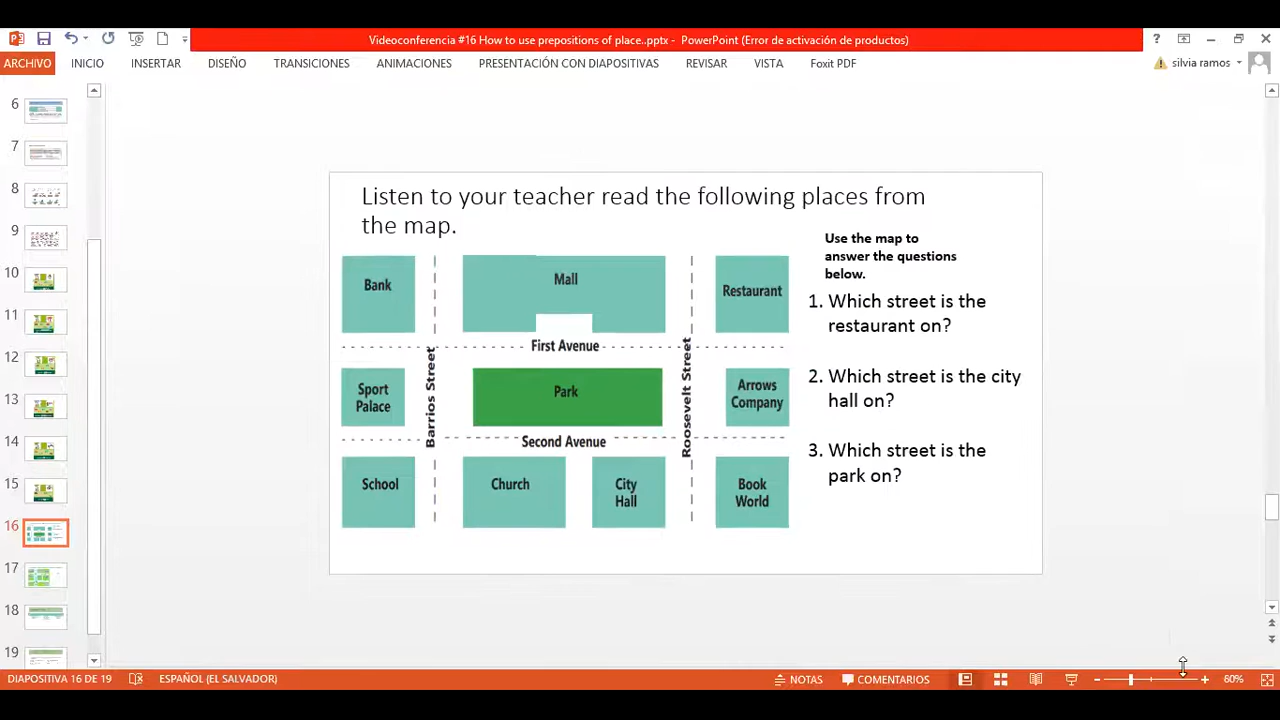 Videoconferencia #16 How to use prepositions of place..pptx - PowerPoint (Error de activación de productos)
?
ARCHIVO INICIO INSERTAR DISEÑO TRANSICIONES ANIMACIONES PRESENTACIÓN CON DIAPOSITIVAS REVISAR VISTA Foxit PDF silvia ramos
6
7
8
9
10
11
12
13
14
15
16
17
18
19
Listen to your teacher read the following places from
the map.
Bank
Mall
Restaurant
First Avenue
Sport
Palace
Barrios Street
Park
Roosevelt Street
Arrows
Company
Second Avenue
School
Church
City
Hall
Book
World
Use the map to
answer the questions
below.
1. Which street is the
restaurant on?
2. Which street is the city
hall on?
3. Which street is the
park on?
DIAPOSITIVA 16 DE 19 ESPAÑOL (EL SALVADOR) NOTAS COMENTARIOS 60%